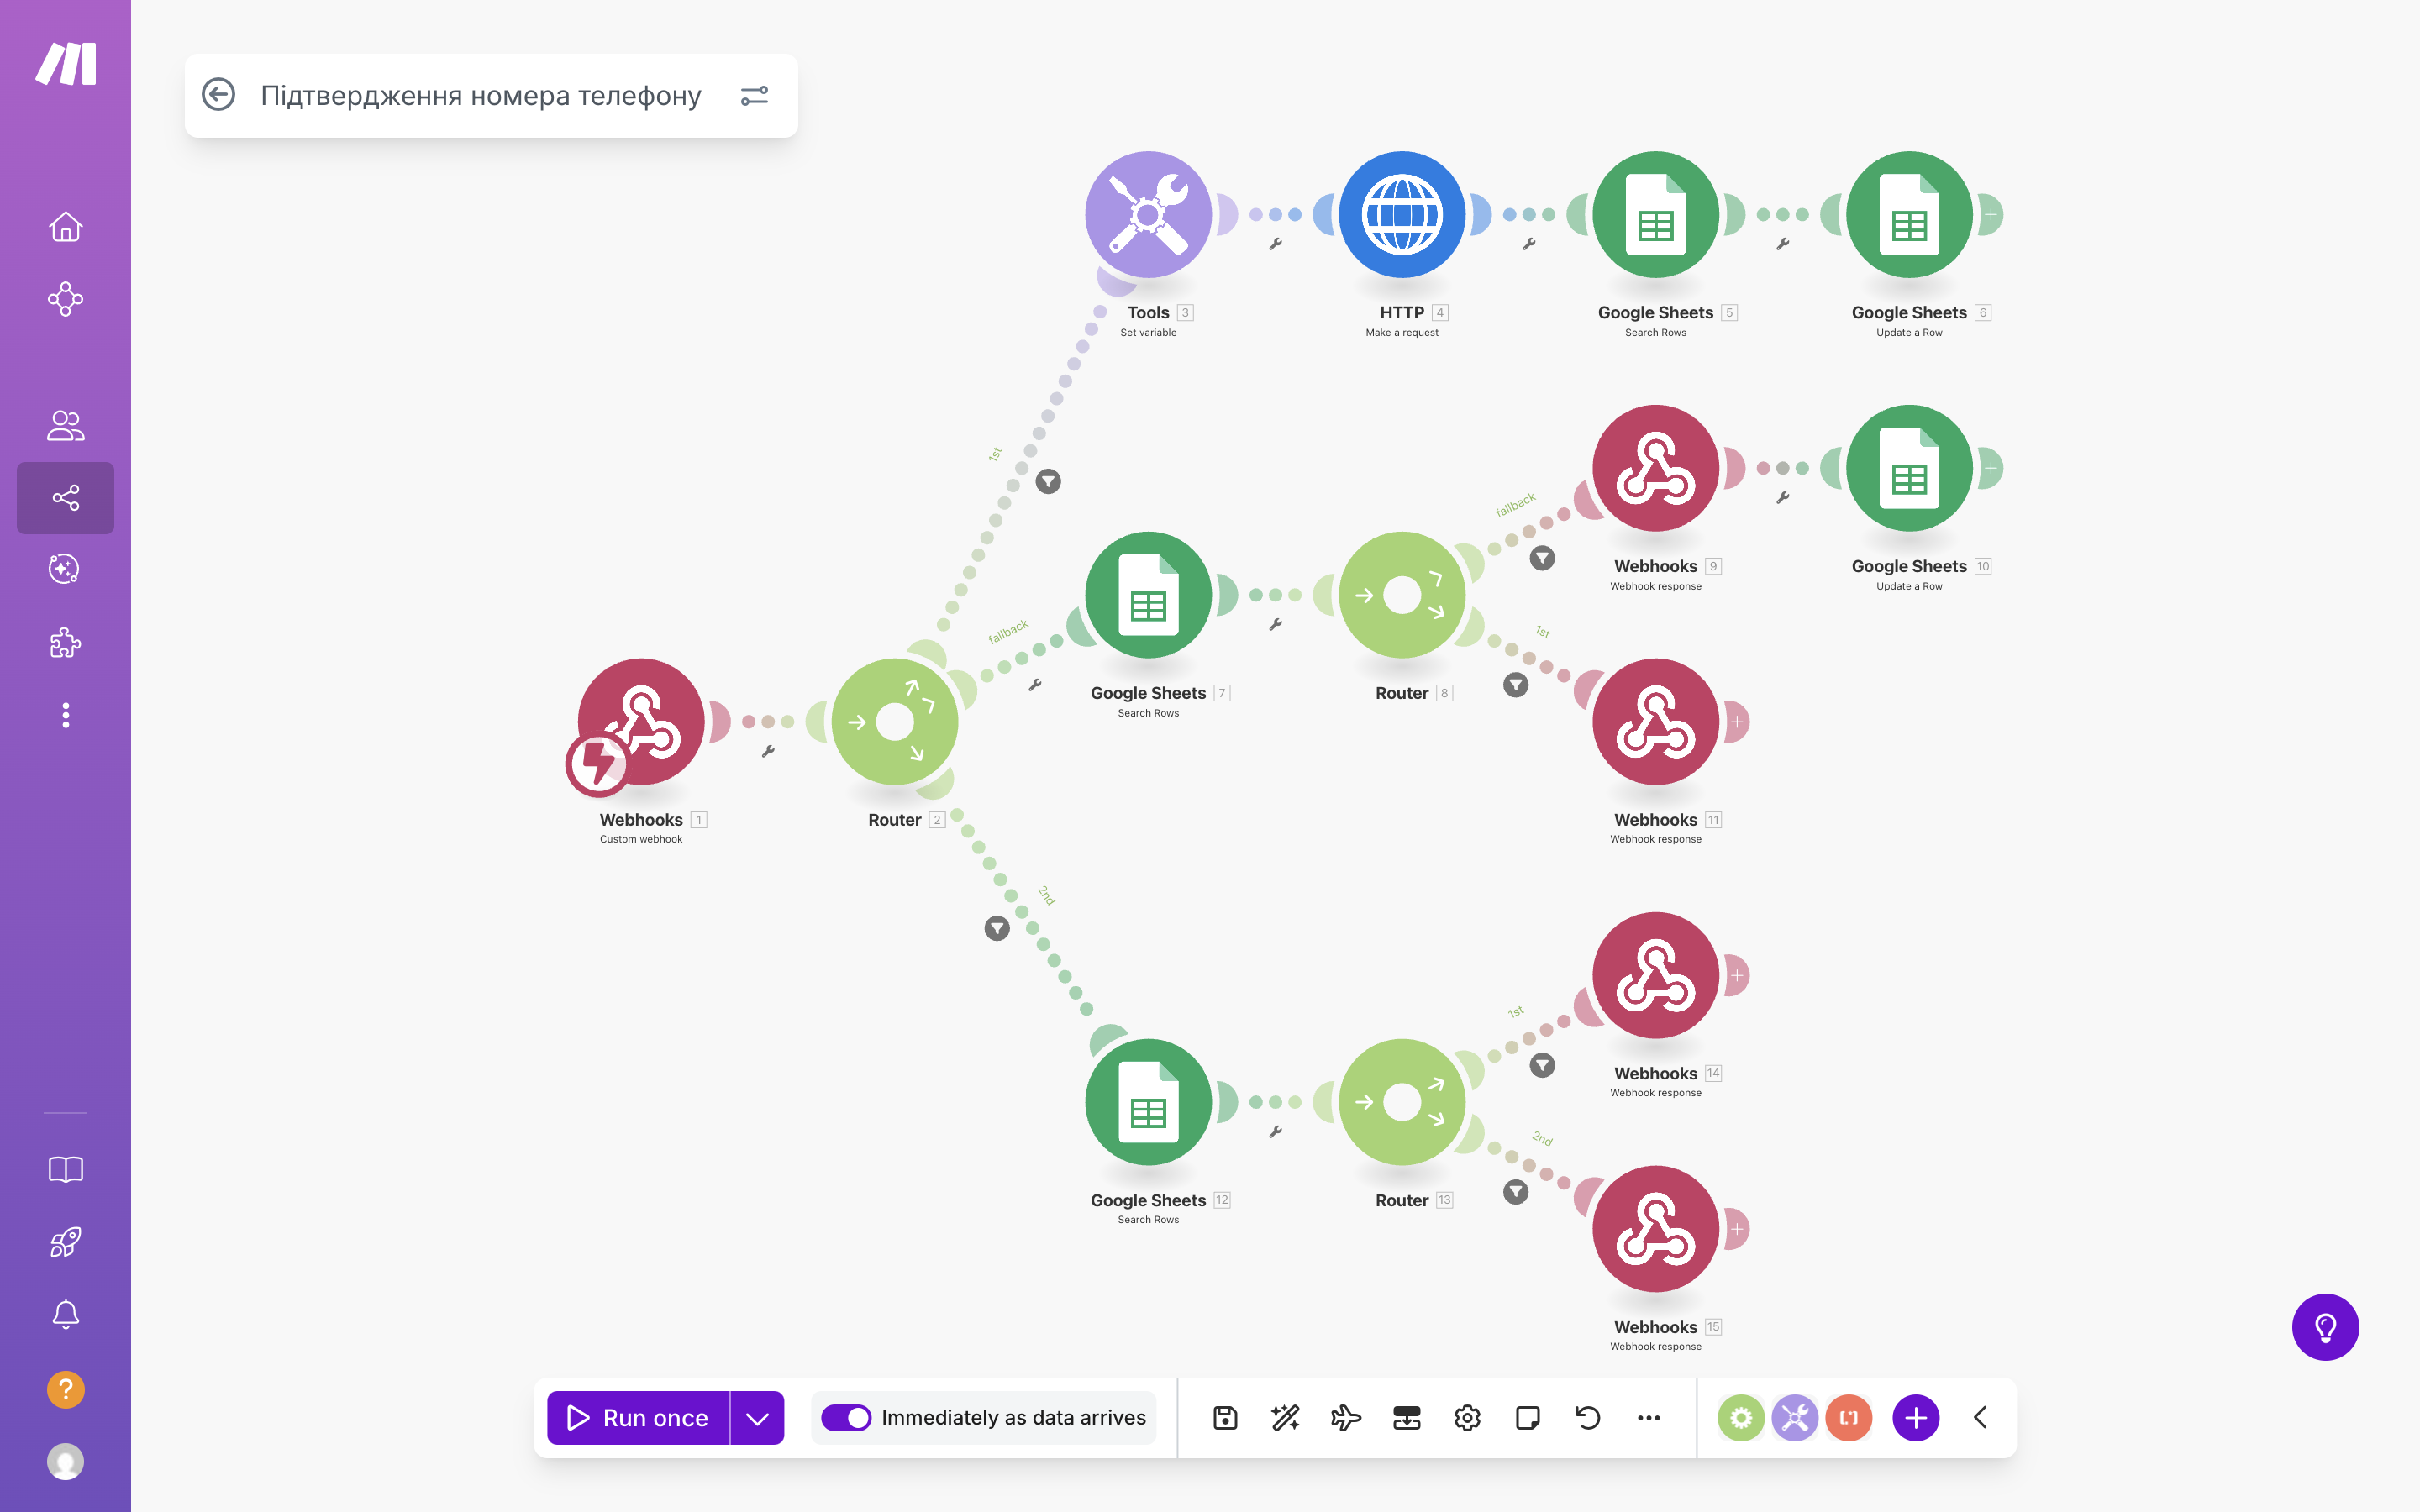 Підтвердження номера телефону
Tools 3
Set variable
HTTP 4
Make a request
Google Sheets 5
Search Rows
Google Sheets 6
Update a Row
1st
fallback
Webhooks 9
Webhook response
Google Sheets 10
Update a Row
fallback
1st
Google Sheets 7
Search Rows
Router 8
Webhooks 1
Custom webhook
Router 2
Webhooks 11
Webhook response
2nd
1st
Webhooks 14
Webhook response
2nd
Google Sheets 12
Search Rows
Router 13
Webhooks 15
Webhook response
?
Run once
Immediately as data arrives